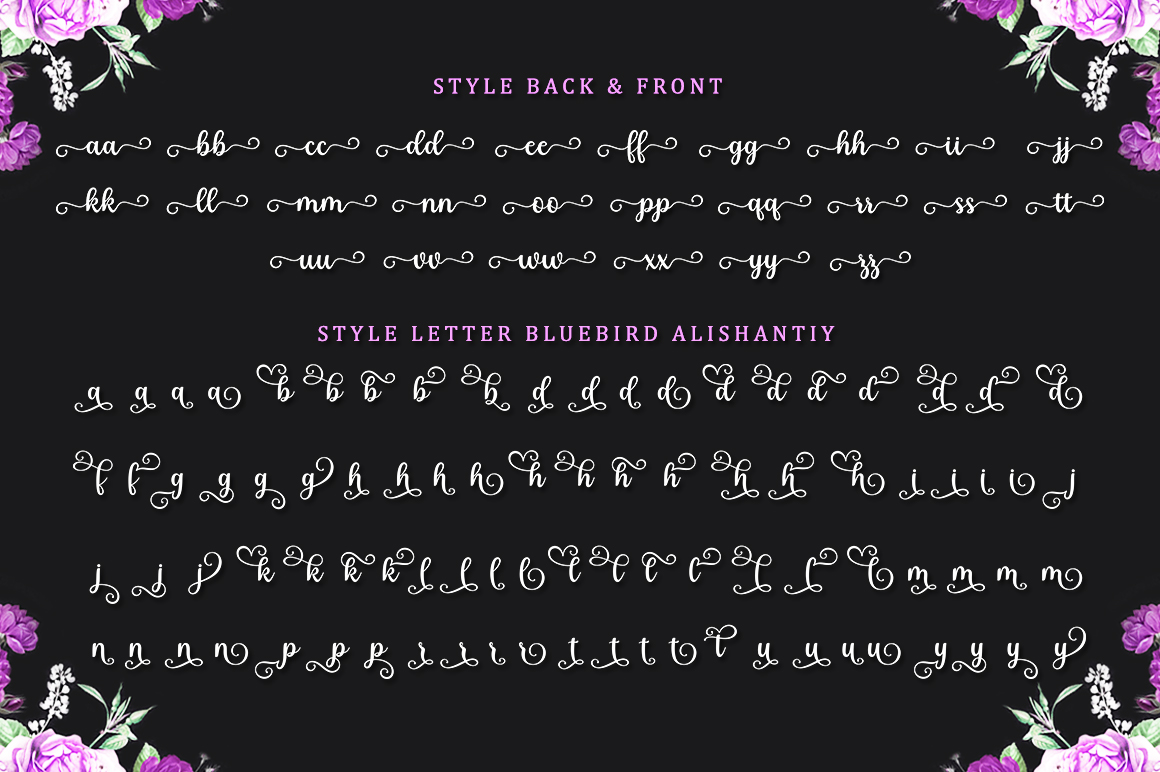 STYLE BACK & FRONT
aa bb cc dd ee ff gg hh ii jj
kk ll mm nn oo pp qq rr ss tt
uu vv ww xx yy zz
STYLE LETTER BLUEBIRD ALISHANTIY
a a a a b b b b b d d d d d d d d d d d
f f g g g g h h h h h h h h h h h i i i i j
j j j k k k k l l l l l l l l l l l m m m m
n n n n p p p r r r r t t t t t u u u u y y y y